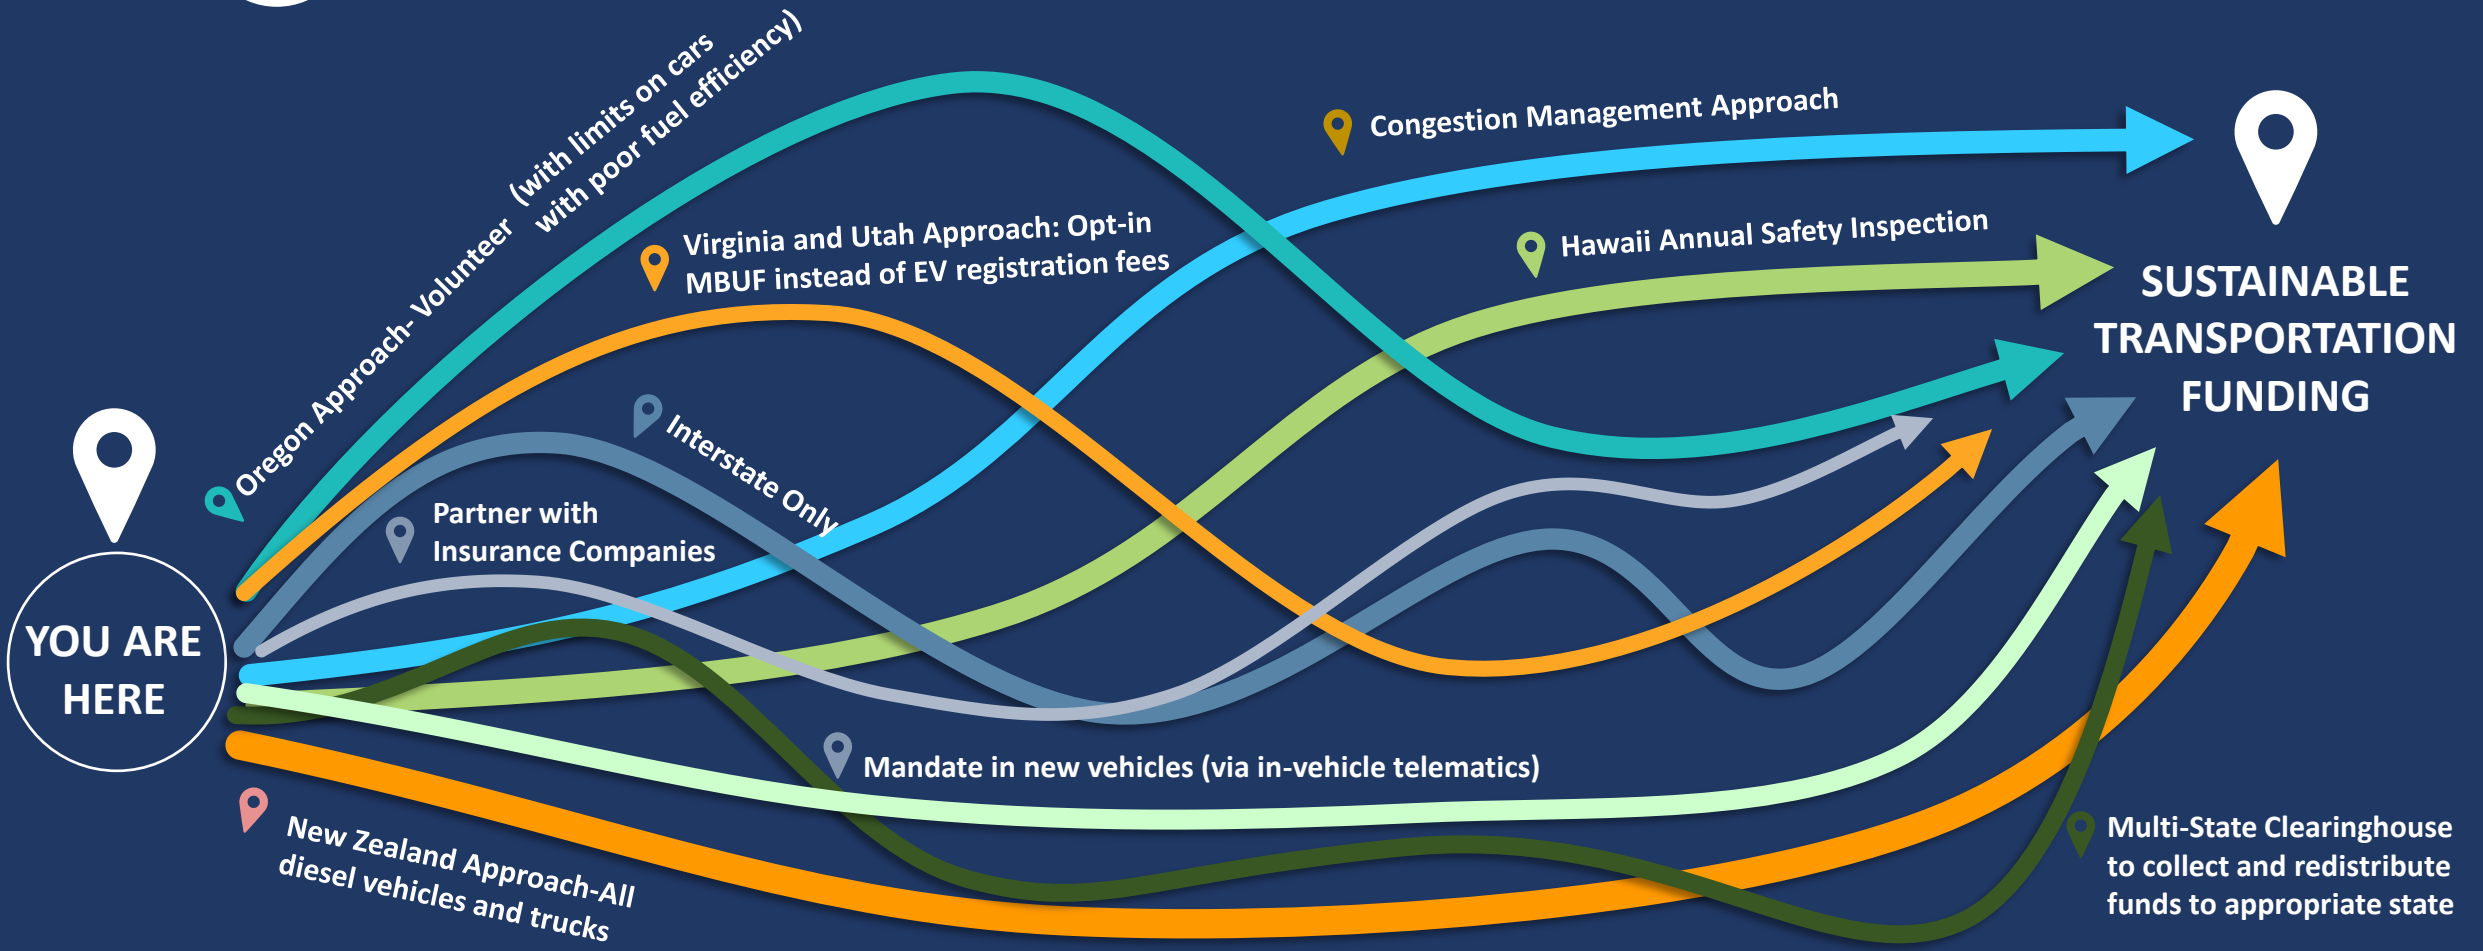 Oregon Approach- Volunteer (with limits on cars
with poor fuel efficiency)
Congestion Management Approach
Virginia and Utah Approach: Opt-in
MBUF instead of EV registration fees
Hawaii Annual Safety Inspection
SUSTAINABLE
TRANSPORTATION
FUNDING
Interstate Only
Partner with
Insurance Companies
YOU ARE
HERE
Mandate in new vehicles (via in-vehicle telematics)
New Zealand Approach-All
diesel vehicles and trucks
Multi-State Clearinghouse
to collect and redistribute
funds to appropriate state